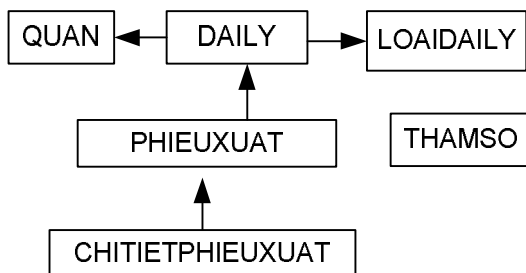 QUAN
DAILY
LOAIDAILY
PHIEUXUAT
THAMSO
CHITIETPHIEUXUAT